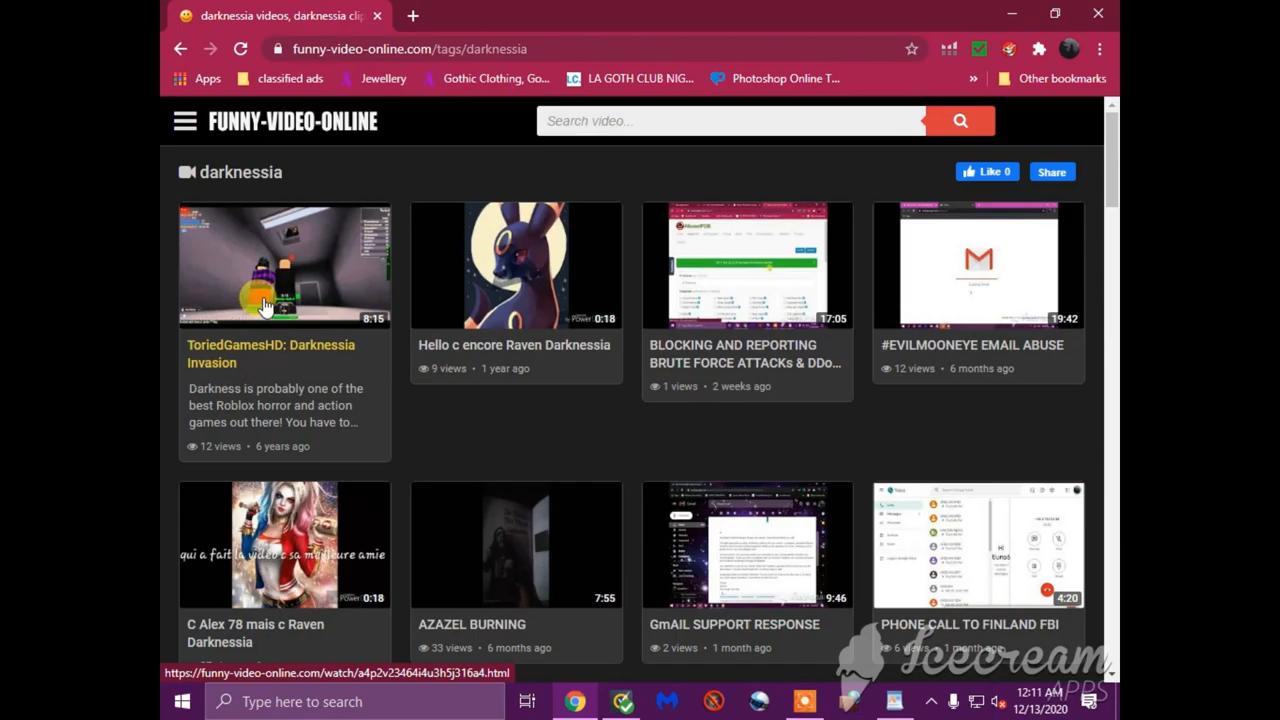 darknessia videos, darknessia cli
funny-video-online.com/tags/darknessia
Apps classified ads Jewellery Gothic Clothing, Go... LA GOTH CLUB NIG... Photoshop Online T... » Other bookmarks
FUNNY-VIDEO-ONLINE
Search video...
darknessia
Like 0 Share
8:15
0:18
17:05
19:42
ToriedGamesHD: Darknessia
Invasion
Darkness is probably one of the
best Roblox horror and action
games out there! You have to...
12 views • 6 years ago
Hello c encore Raven Darknessia
9 views • 1 year ago
BLOCKING AND REPORTING
BRUTE FORCE ATTACKs & DDo...
1 views • 2 weeks ago
#EVILMOONEYE EMAIL ABUSE
12 views • 6 months ago
qui a fait la vidéo c sa meilleure amie
0:18
7:55
9:46
4:20
C Alex 78 mais c Raven
Darknessia
AZAZEL BURNING
33 views • 6 months ago
GmAIL SUPPORT RESPONSE
2 views • 1 month ago
PHONE CALL TO FINLAND FBI
6 views • 1 month ago
Icecream
APPS
https://funny-video-online.com/watch/a4p2v23464i4u3h5j316a4.html
Type here to search
12:11 AM
12/13/2020